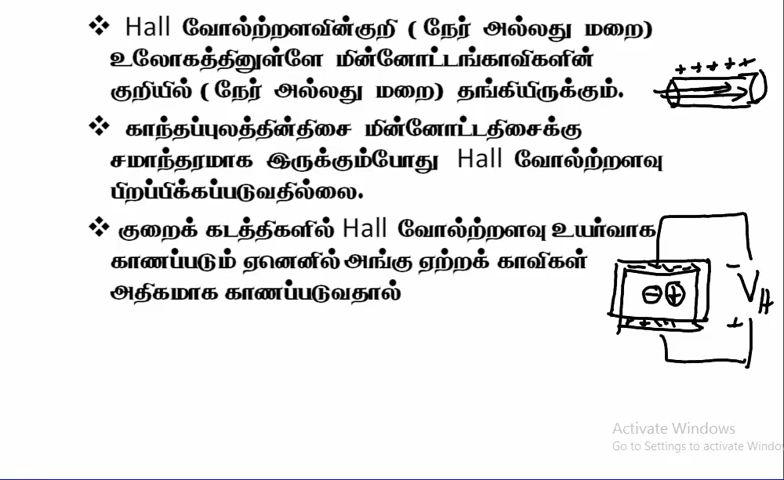 ❖ Hall வோல்ற்றளவின்குறி ( நேர் அல்லது மறை)
உலோகத்தினுள்ளே மின்னோட்டங்காவிகளின்
குறியில் ( நேர் அல்லது மறை) தங்கியிருக்கும்.
+ + + + +
❖ காந்தப்புலத்தின்திசை மின்னோட்டதிசைக்கு
சமாந்தரமாக இருக்கும்போது Hall வோல்ற்றளவு
பிறப்பிக்கப்படுவதில்லை.
❖ குறைக் கடத்திகளில் Hall வோல்ற்றளவு உயர்வாக
காணப்படும் ஏனெனில் அங்கு ஏற்றக் காவிகள்
அதிகமாக காணப்படுவதால்
−
− +
V H
+
Activate Windows
Go to Settings to activate Windo